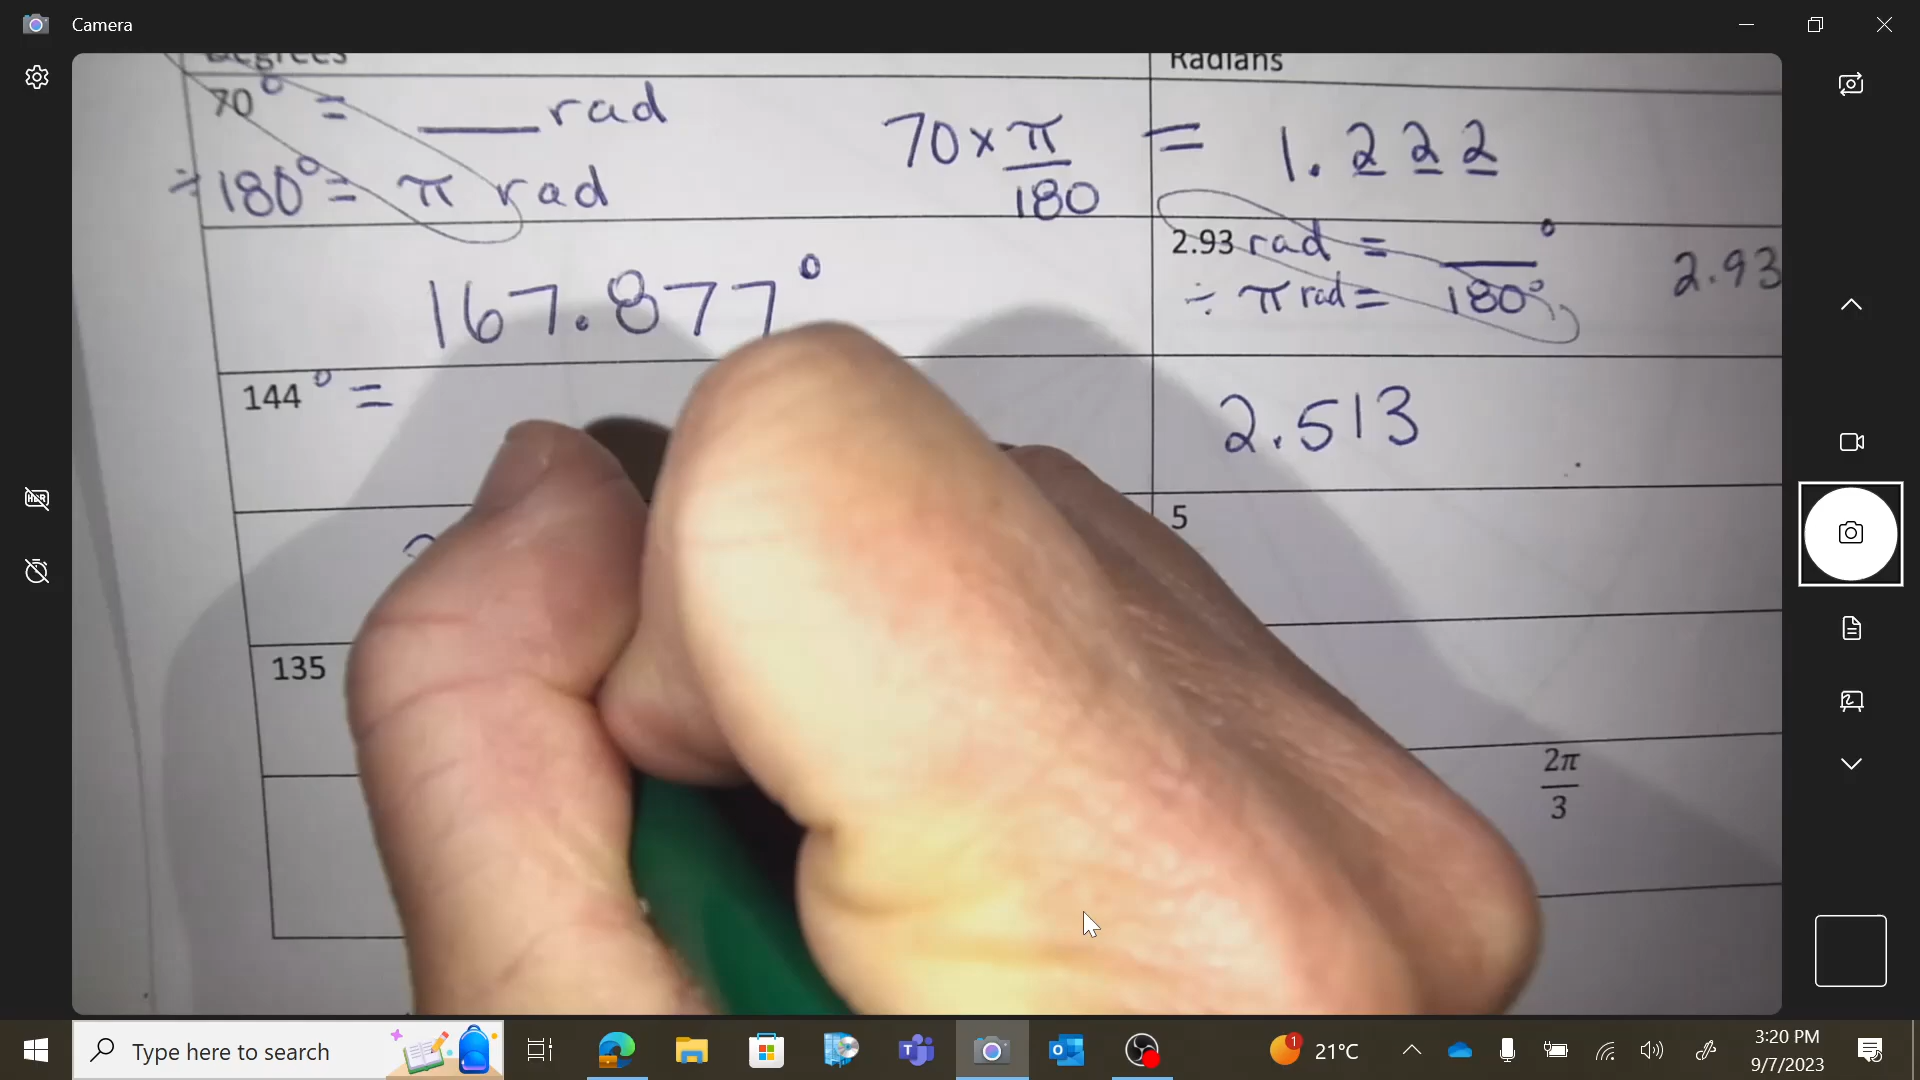 Camera
Degrees
Radians
70° = ___ rad
70 × π/180 = 1.222
÷ 180° = π rad
2.93 rad = ___°
2.93
÷ π rad = 180°
167.877°
144° =
2.513
5
135
2π/3
Type here to search
1
21°C
3:20 PM
9/7/2023